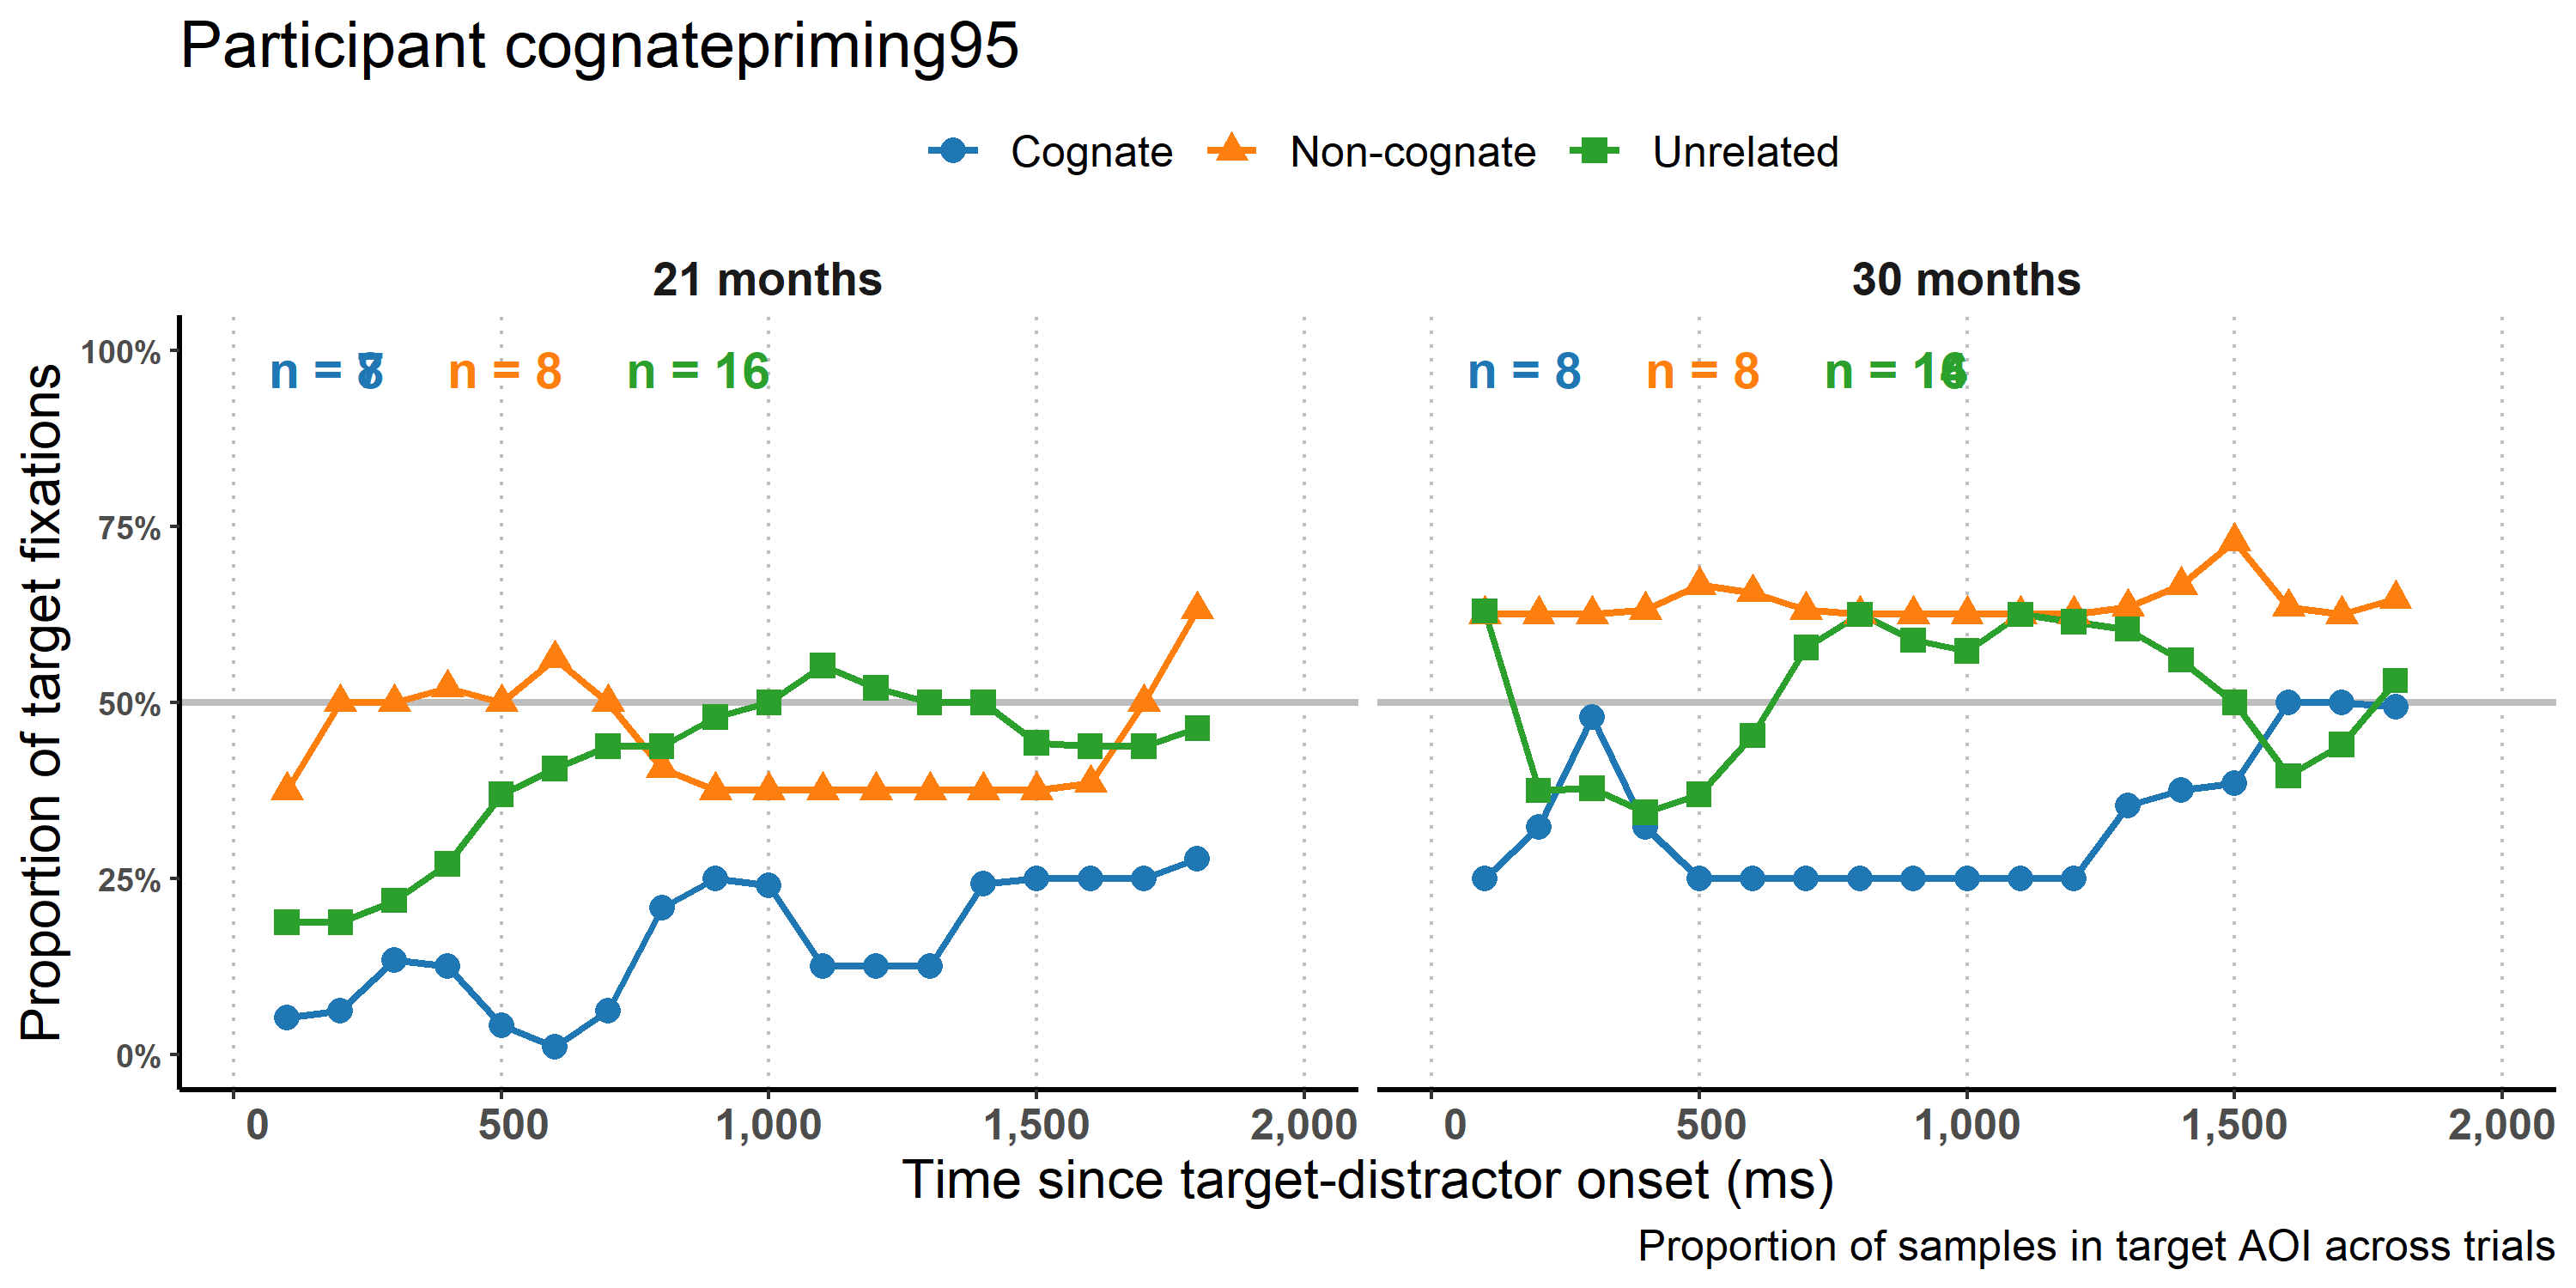 Participant cognatepriming95
Cognate Non-cognate Unrelated
21 months 30 months
100% n = n = 8 n = 16 n = 8 n = 8 n =
75%
50%
25%
0%
0 500 1,000 1,500 2,000 0 500 1,000 1,500 2,000
Proportion of target fixations
Time since target-distractor onset (ms)
Proportion of samples in target AOI across trials